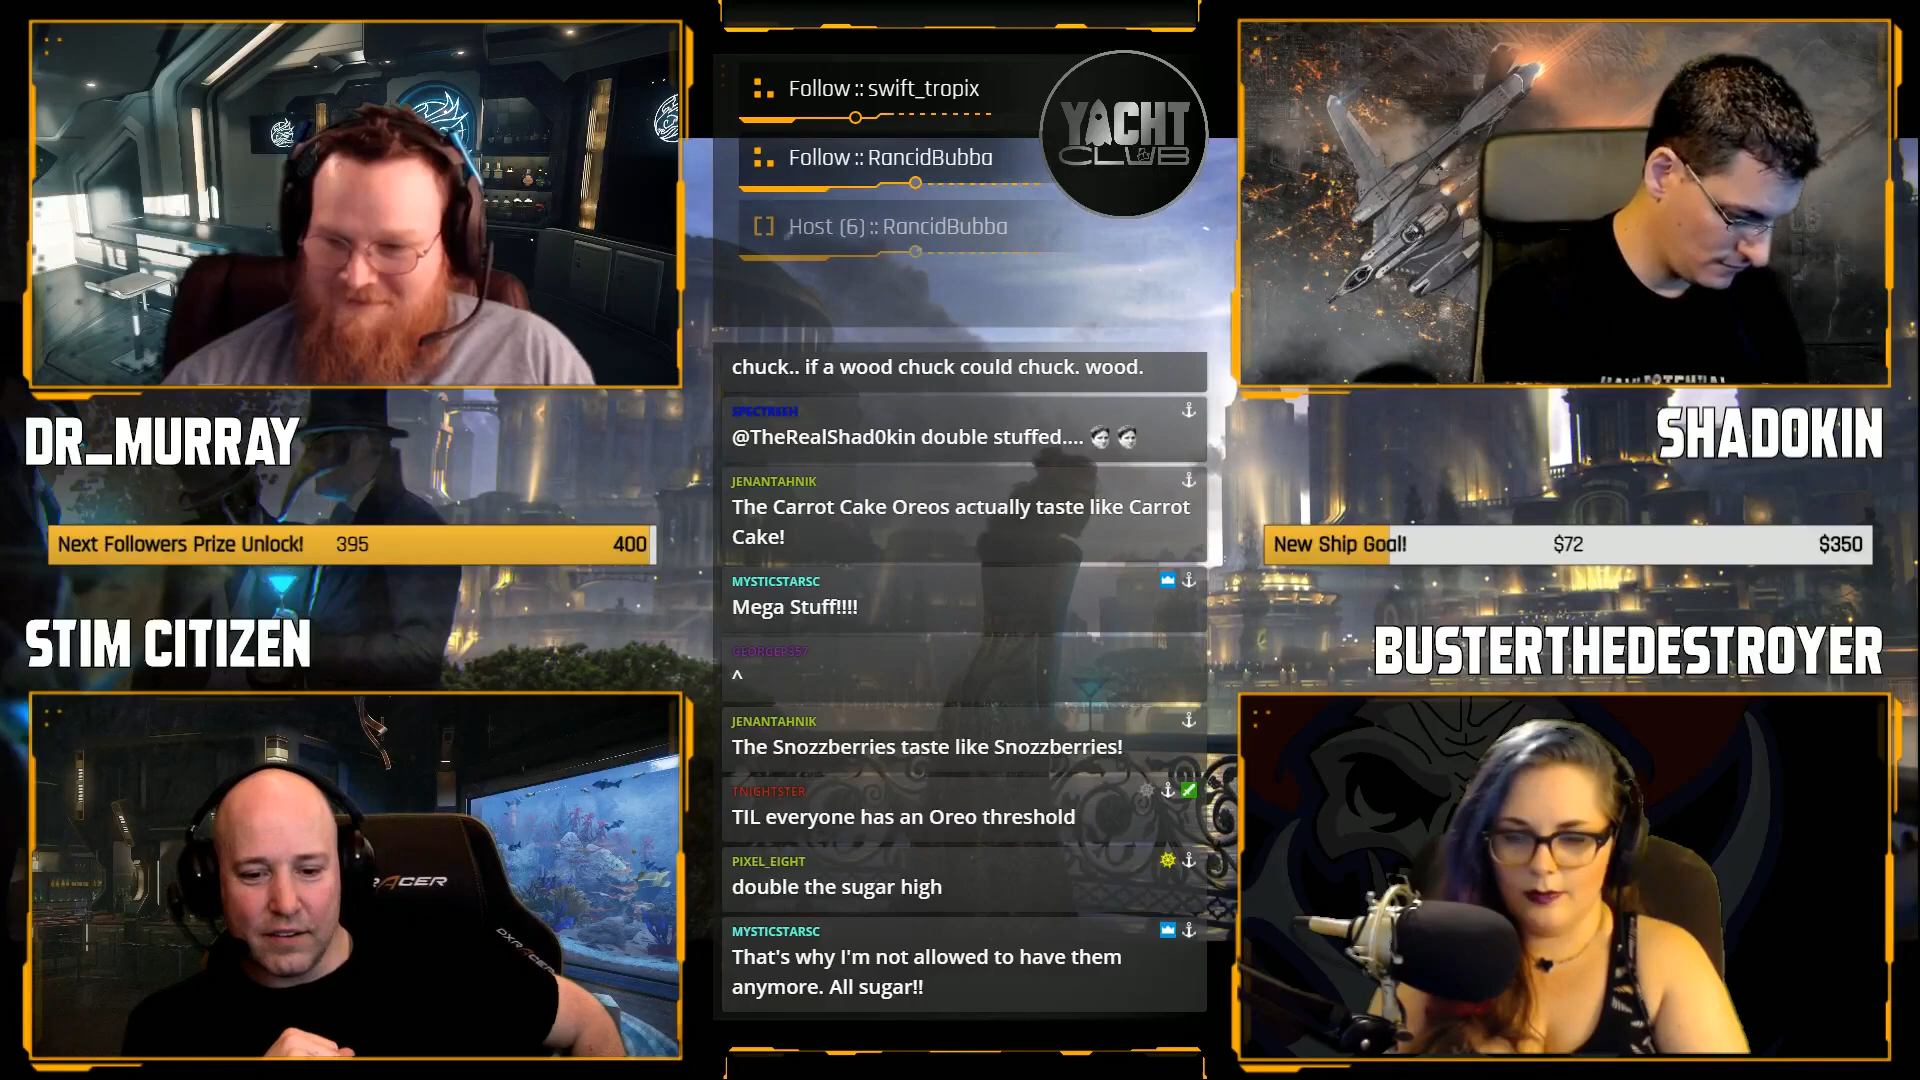 Follow :: swift_tropix
Follow :: RancidBubba
Host (6) :: RancidBubba
YACHT
CLUB
DR_MURRAY
SHADOKIN
Next Followers Prize Unlock! 395 400
New Ship Goal! $72 $350
STIM CITIZEN
BUSTERTHEDESTROYER
chuck.. if a wood chuck could chuck. wood.
@TheRealShad0kin double stuffed....
JENANTAHNIK
The Carrot Cake Oreos actually taste like Carrot
Cake!
MYSTICSTARSC
Mega Stuff!!!!
GEORGEP357
^
JENANTAHNIK
The Snozzberries taste like Snozzberries!
TNIGHTSTER
TIL everyone has an Oreo threshold
PIXEL_EIGHT
double the sugar high
MYSTICSTARSC
That's why I'm not allowed to have them
anymore. All sugar!!
DXRACER